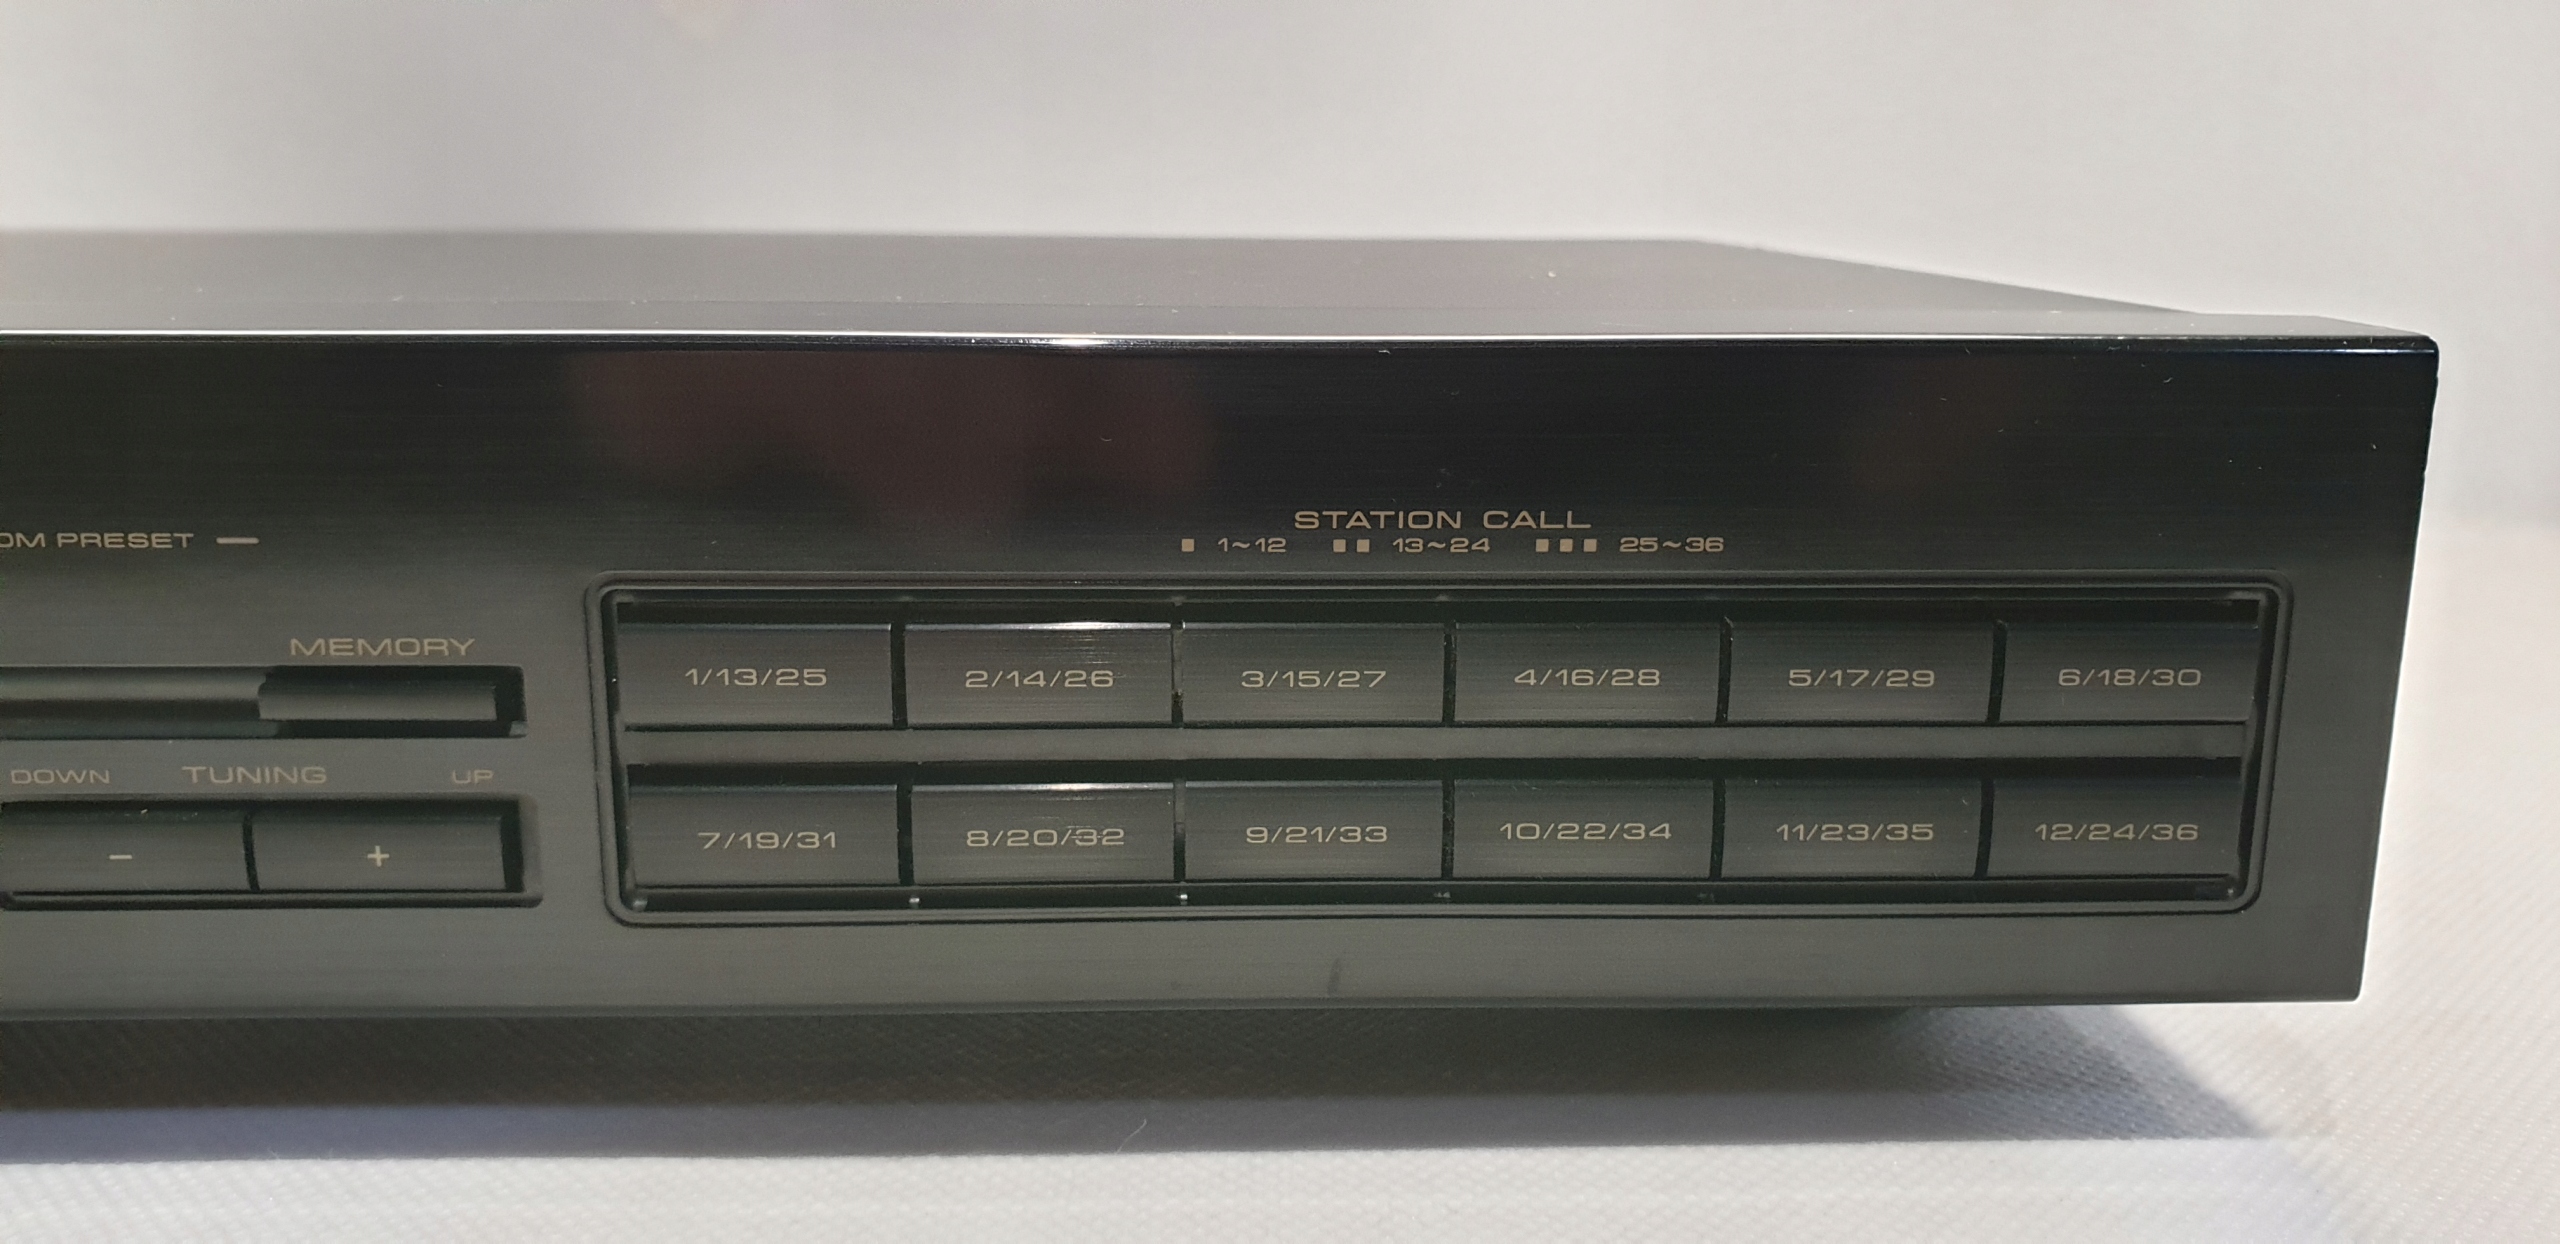 STATION CALL
PRESET —
■ 1~12 ■■ 13~24 ■■■ 25~36
MEMORY
1/13/25 2/14/26 3/15/27 4/16/28 5/17/29 6/18/30
DOWN TUNING UP
7/19/31 8/20/32 9/21/33 10/22/34 11/23/35 12/24/36
− +